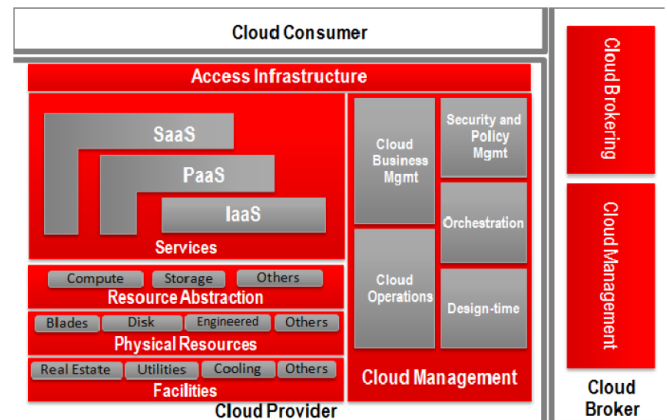 Cloud Consumer
Access Infrastructure
SaaS
PaaS
IaaS
Services
Compute Storage Others
Resource Abstraction
Blades Disk Engineered Others
Physical Resources
Real Estate Utilities Cooling Others
Facilities
Cloud Provider
Cloud
Business
Mgmt
Cloud
Operations
Security and
Policy
Mgmt
Orchestration
Design-time
Cloud Management
Cloud Brokering
Cloud Management
Cloud
Broker